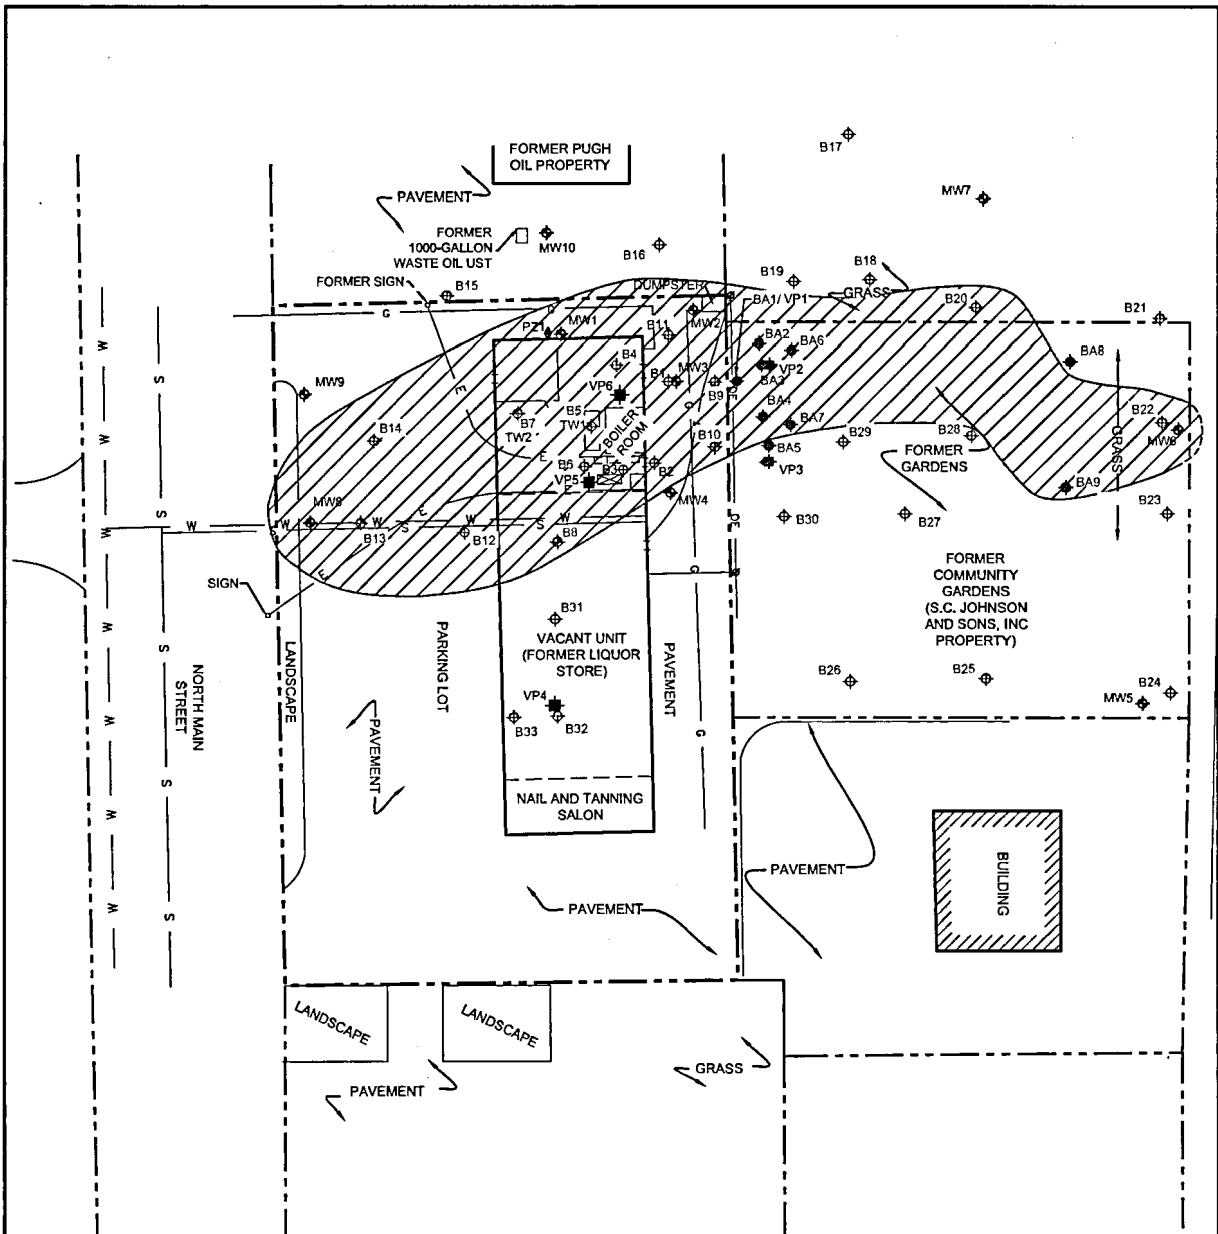 B17
FORMER PUGH
OIL PROPERTY
PAVEMENT
MW7
FORMER
1000-GALLON
WASTE OIL UST
MW10
B16
B19
B18
FORMER SIGN
B15
DUMPSTER
BA1/ VP1
GRASS
B20
B21
G
G
PZ1
MW1
B11
MW2
BA2
BA6
BA8
W
S
B4
B1
MW3
B9
BA3
VP2
MW9
E
VP6
G
OE
BA4
BA7
B22
B14
B7
TW2
B5
TW1
BOILER
ROOM
B10
BA5
B29
B28
GRASS
MW6
FORMER
GARDENS
E
B6
B3
B2
VP3
VP5
E
MW4
BA9
MW8
E
W
W
W
S
W
S
W
B13
B12
B8
OE
B30
B27
B23
SIGN
E
G
FORMER
COMMUNITY
GARDENS
(S.C. JOHNSON
AND SONS, INC
PROPERTY)
B31
VACANT UNIT
(FORMER LIQUOR
STORE)
PAVEMENT
PARKING LOT
LANDSCAPE
NORTH MAIN
STREET
B26
B25
B24
MW5
VP4
B33
B32
G
PAVEMENT
W
S
NAIL AND TANNING
SALON
BUILDING
PAVEMENT
PAVEMENT
W
S
LANDSCAPE
LANDSCAPE
GRASS
PAVEMENT